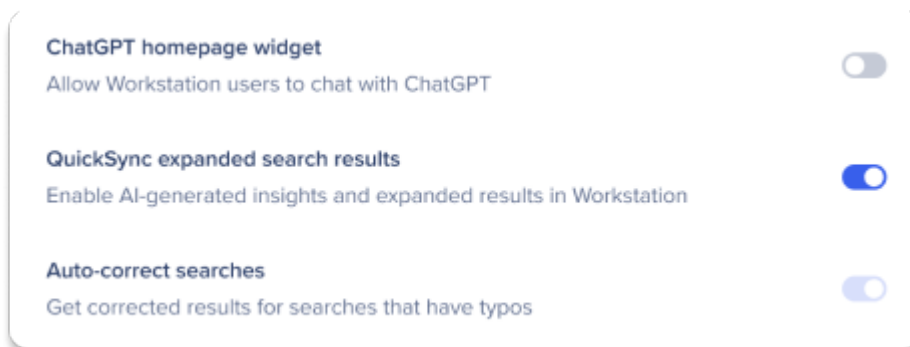 ChatGPT homepage widget
Allow Workstation users to chat with ChatGPT
QuickSync expanded search results
Enable AI-generated insights and expanded results in Workstation
Auto-correct searches
Get corrected results for searches that have typos